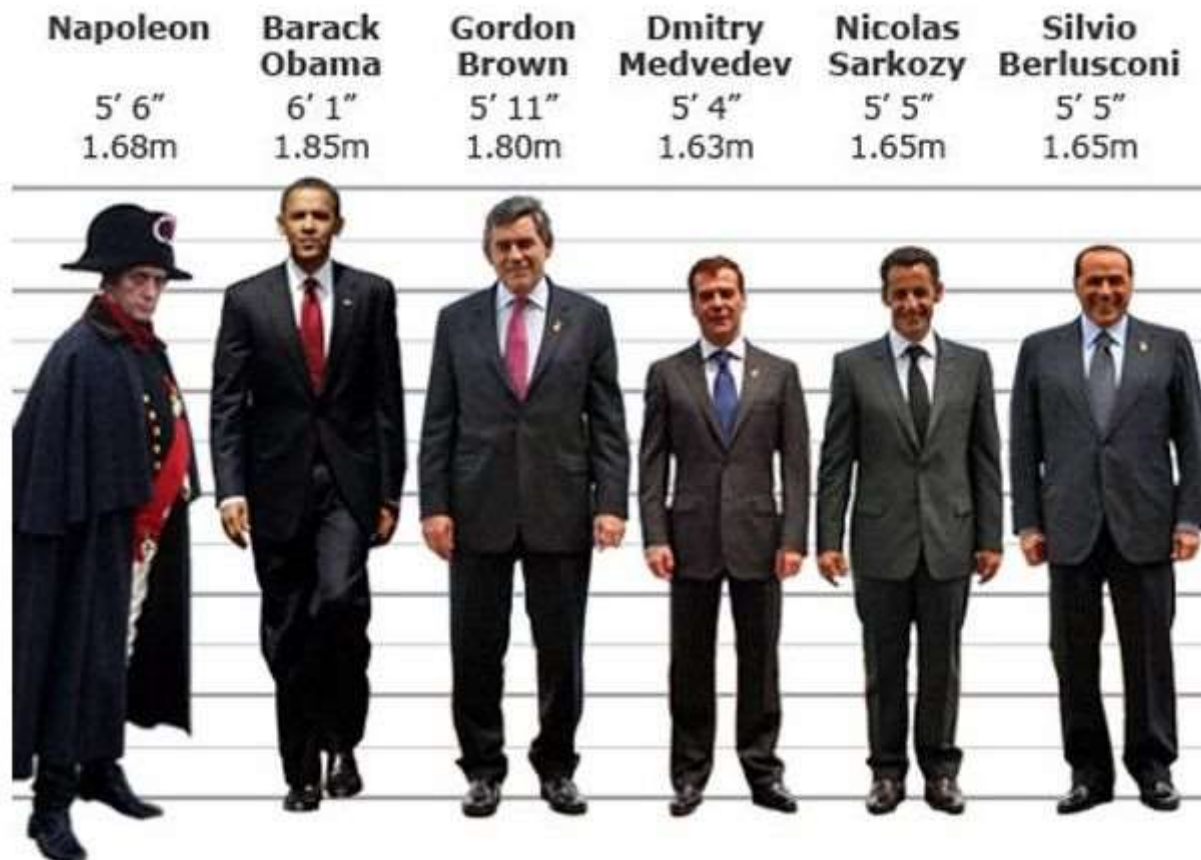 Napoleon
5′ 6″
1.68m
Barack
Obama
6′ 1″
1.85m
Gordon
Brown
5′ 11″
1.80m
Dmitry
Medvedev
5′ 4″
1.63m
Nicolas
Sarkozy
5′ 5″
1.65m
Silvio
Berlusconi
5′ 5″
1.65m